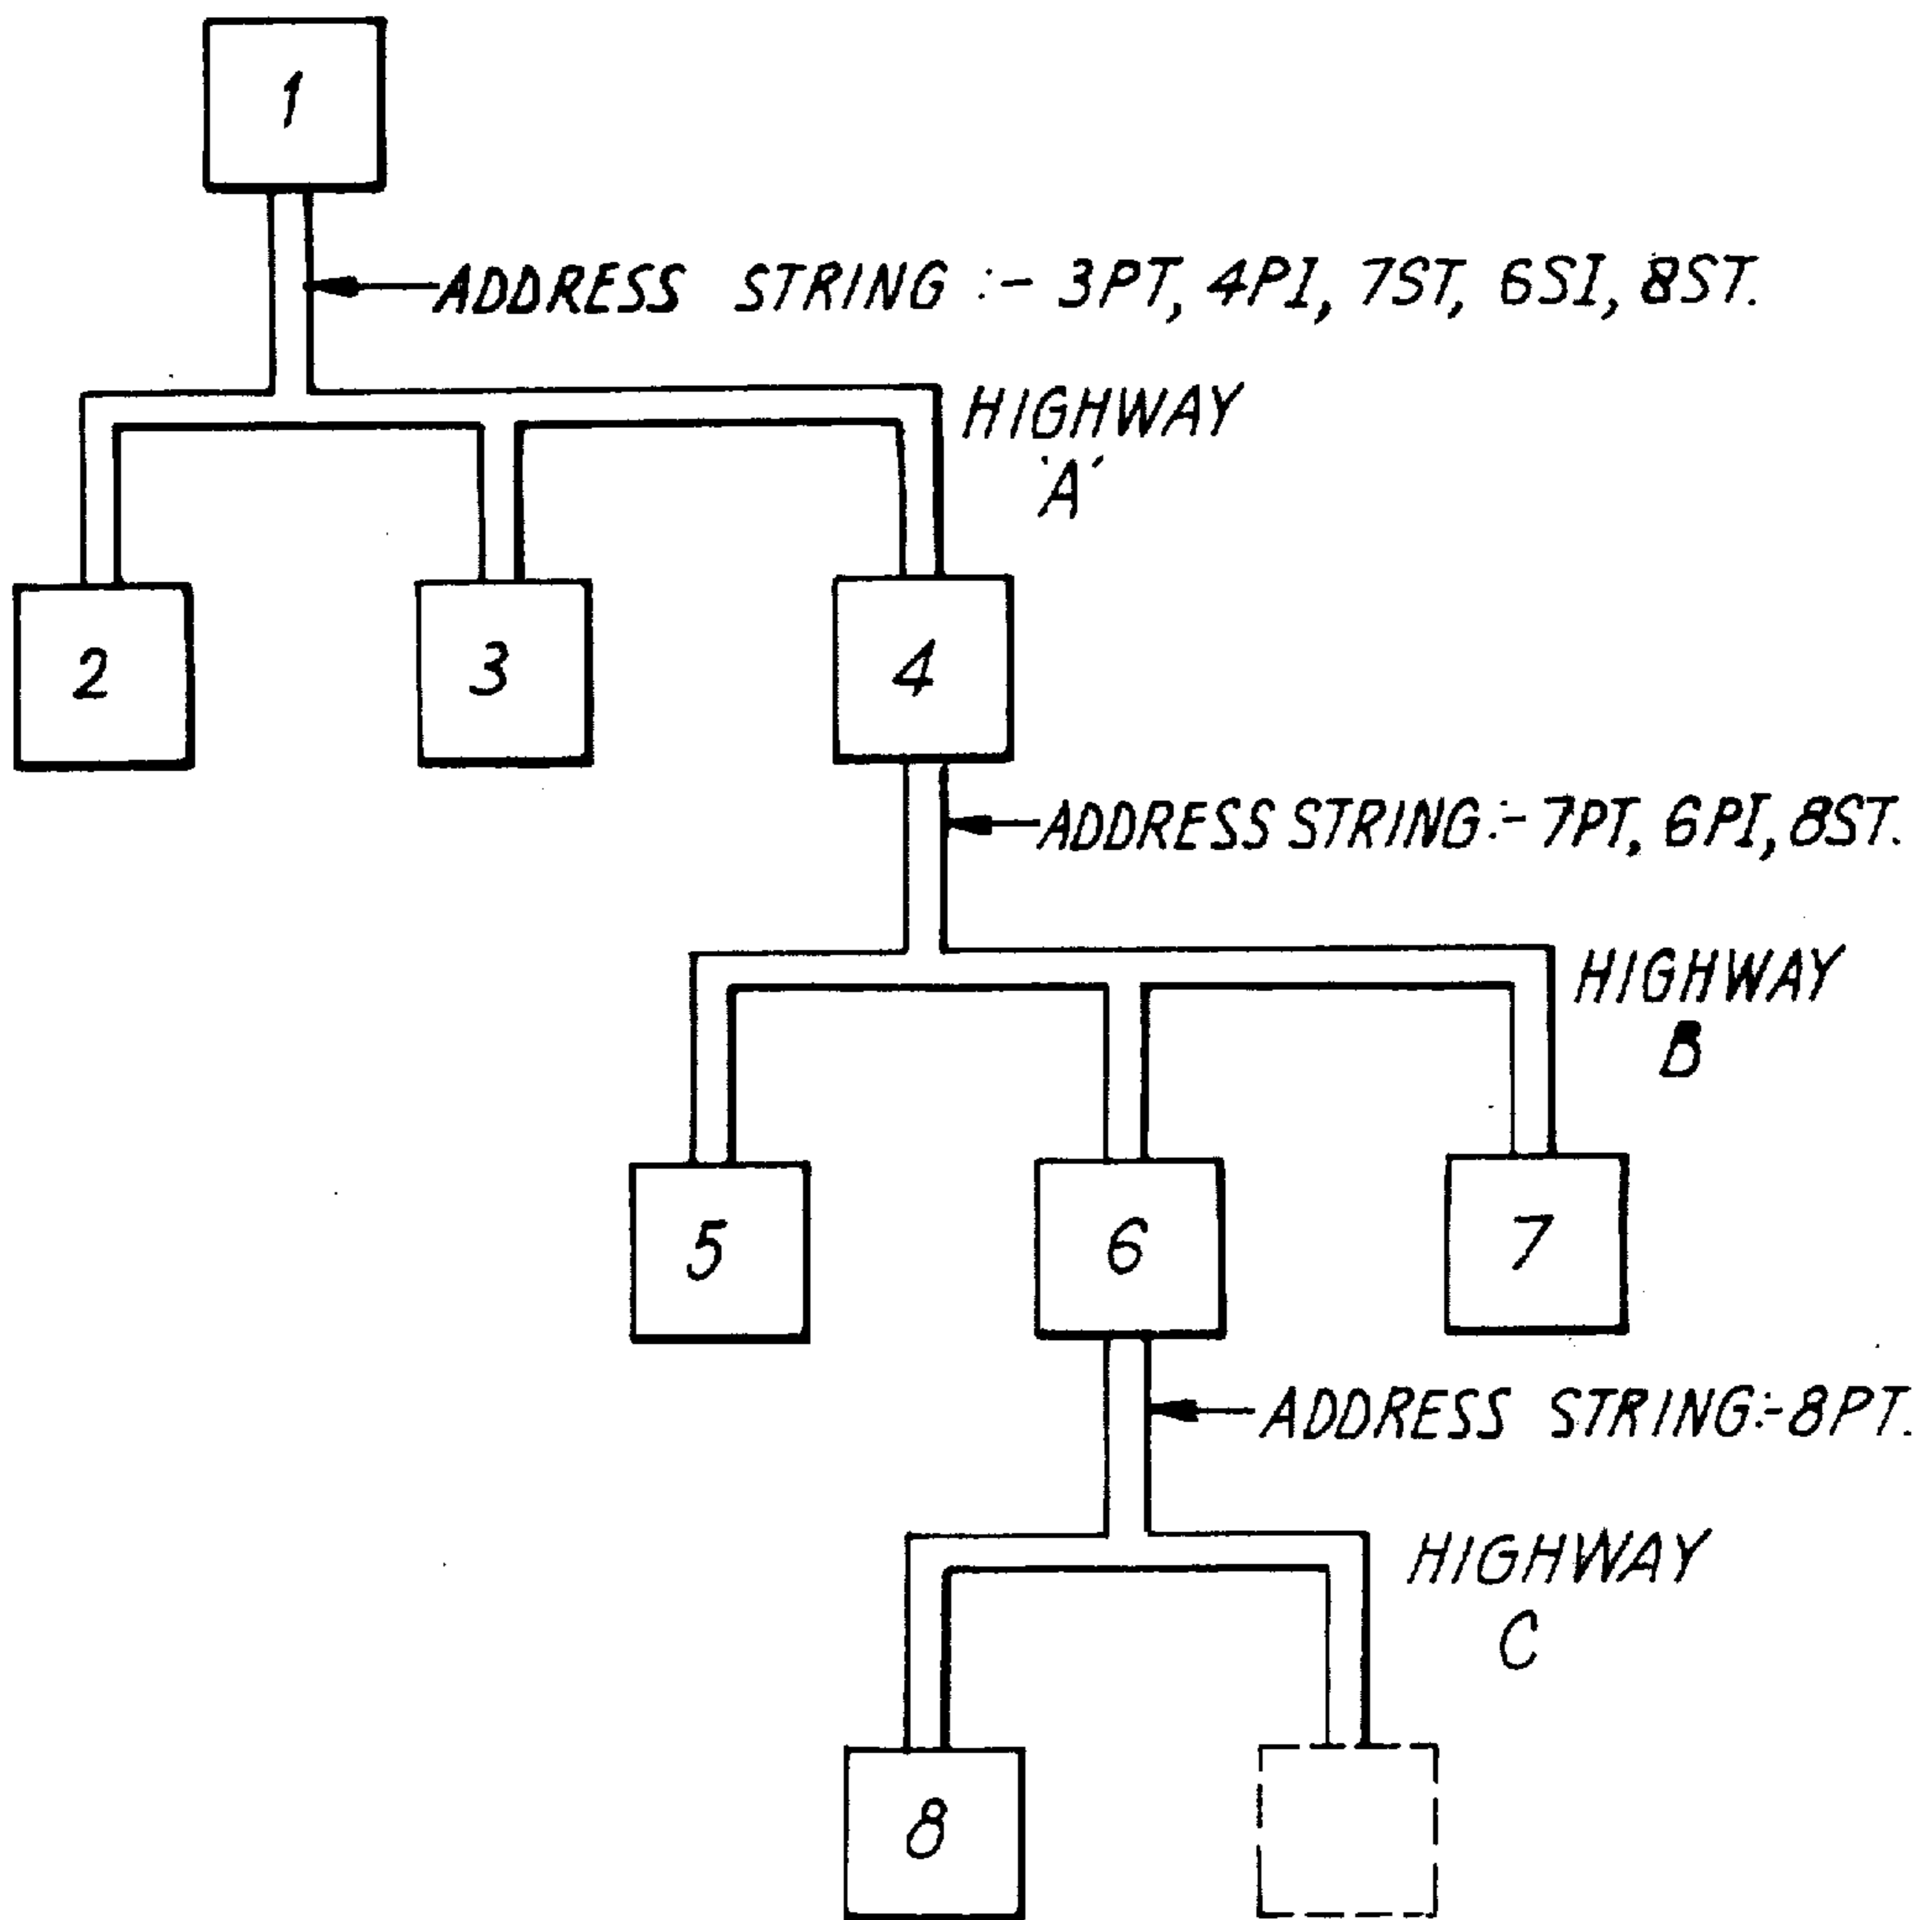 1
ADDRESS STRING :- 3PT, 4PI, 7ST, 6SI, 8ST.
HIGHWAY
'A'
2
3
4
ADDRESS STRING:- 7PT, 6PI, 8ST.
HIGHWAY
B
5
6
7
ADDRESS STRING:-8PT.
HIGHWAY
C
8